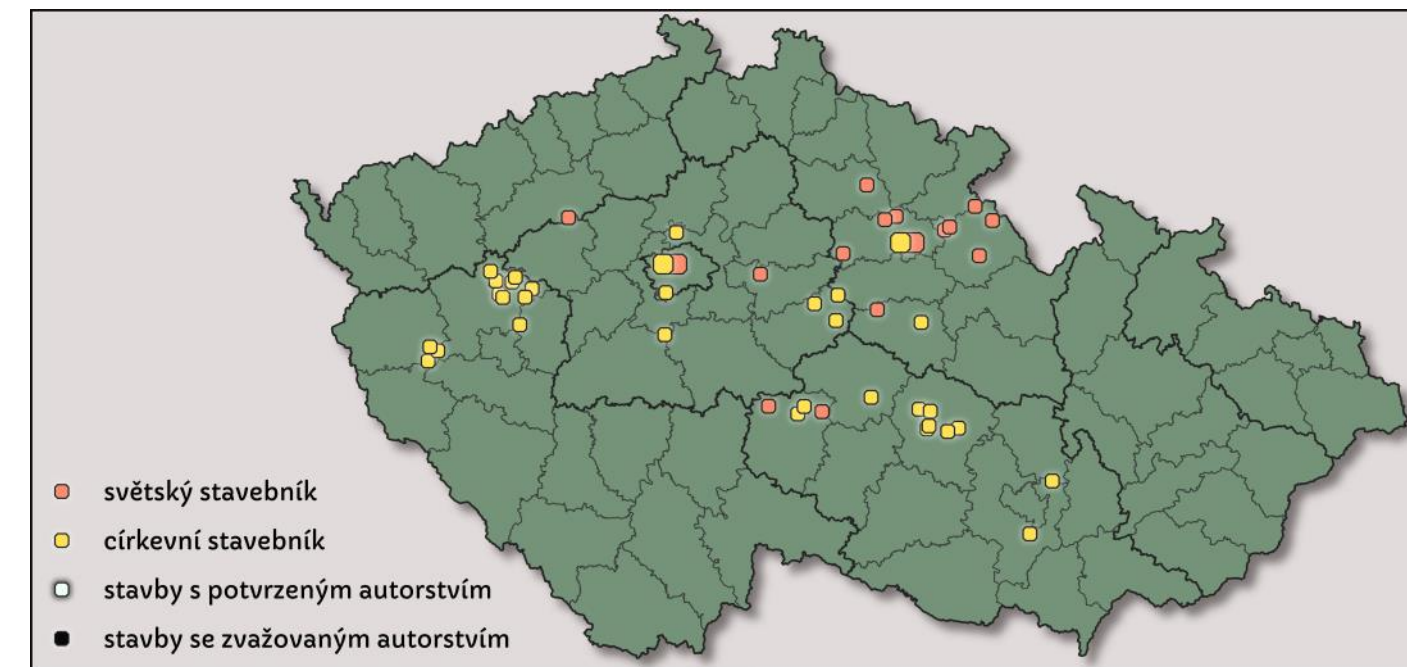 světský stavebník
církevní stavebník
stavby s potvrzeným autorstvím
stavby se zvažovaným autorstvím